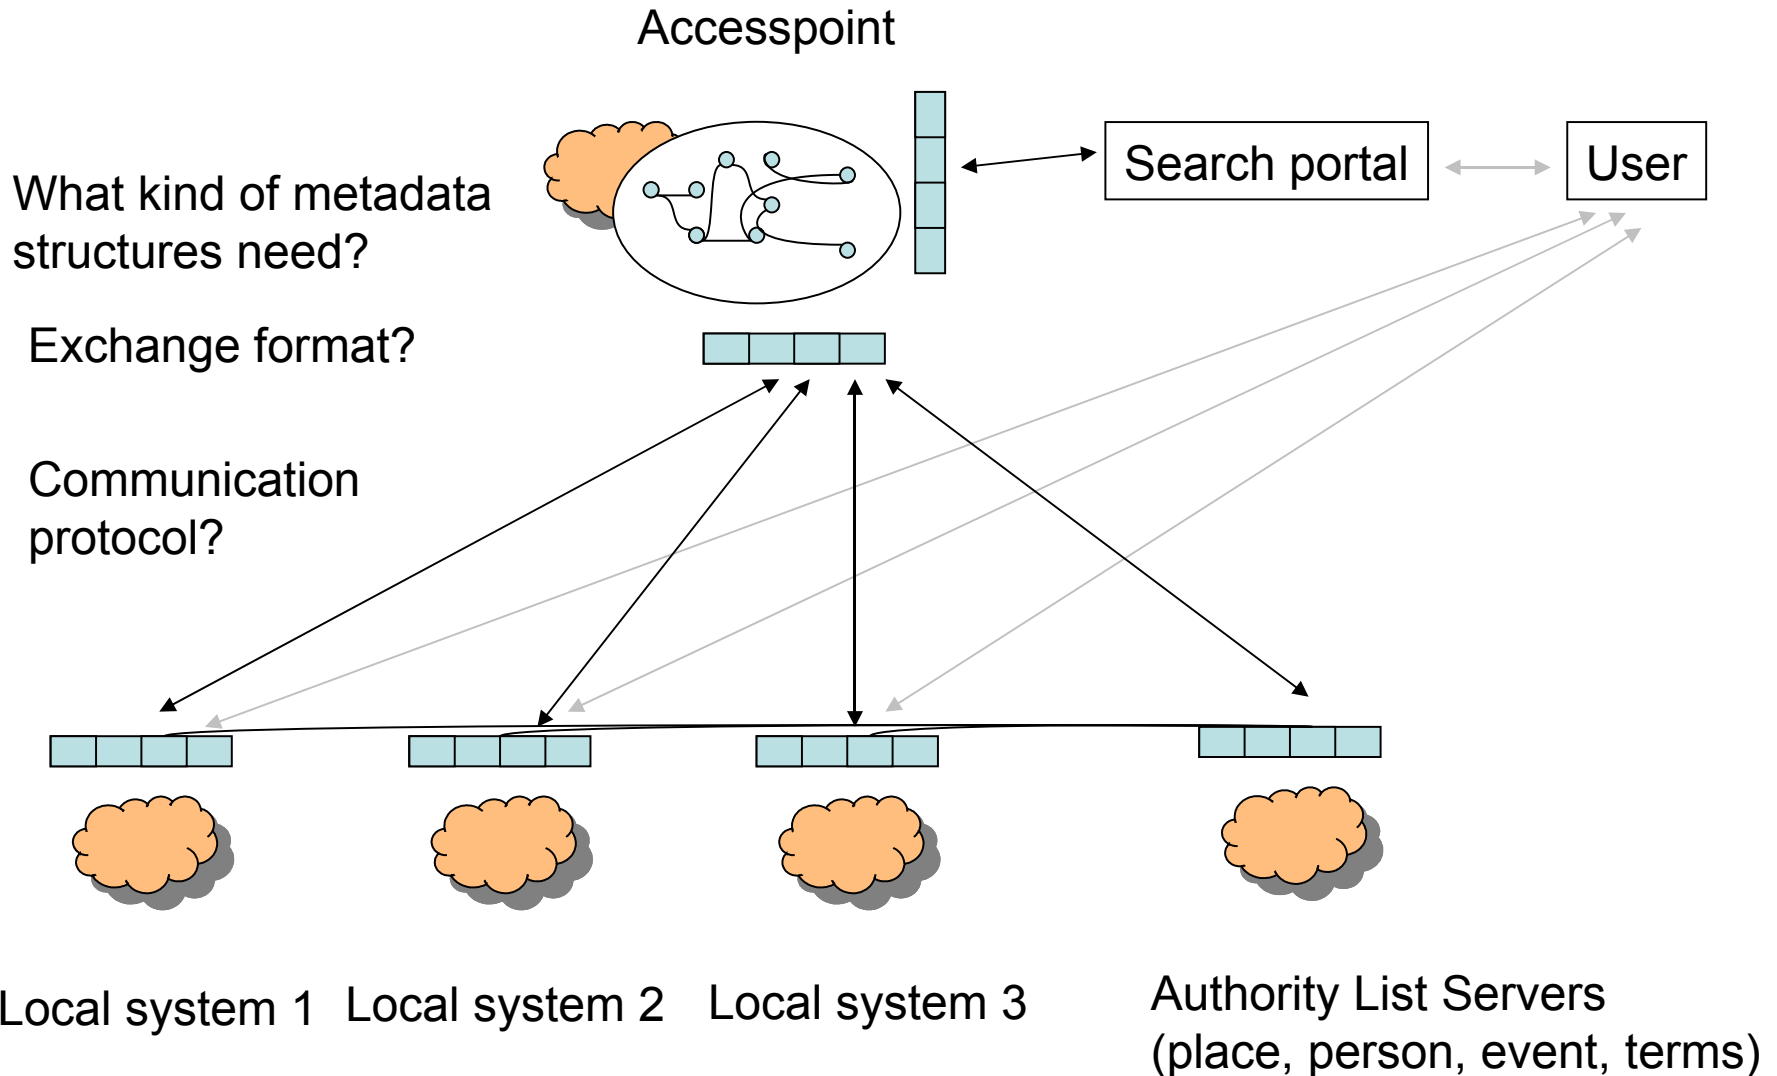 Accesspoint
Search portal
User
What kind of metadata
structures need?
Exchange format?
Communication
protocol?
Local system 1
Local system 2
Local system 3
Authority List Servers
(place, person, event, terms)